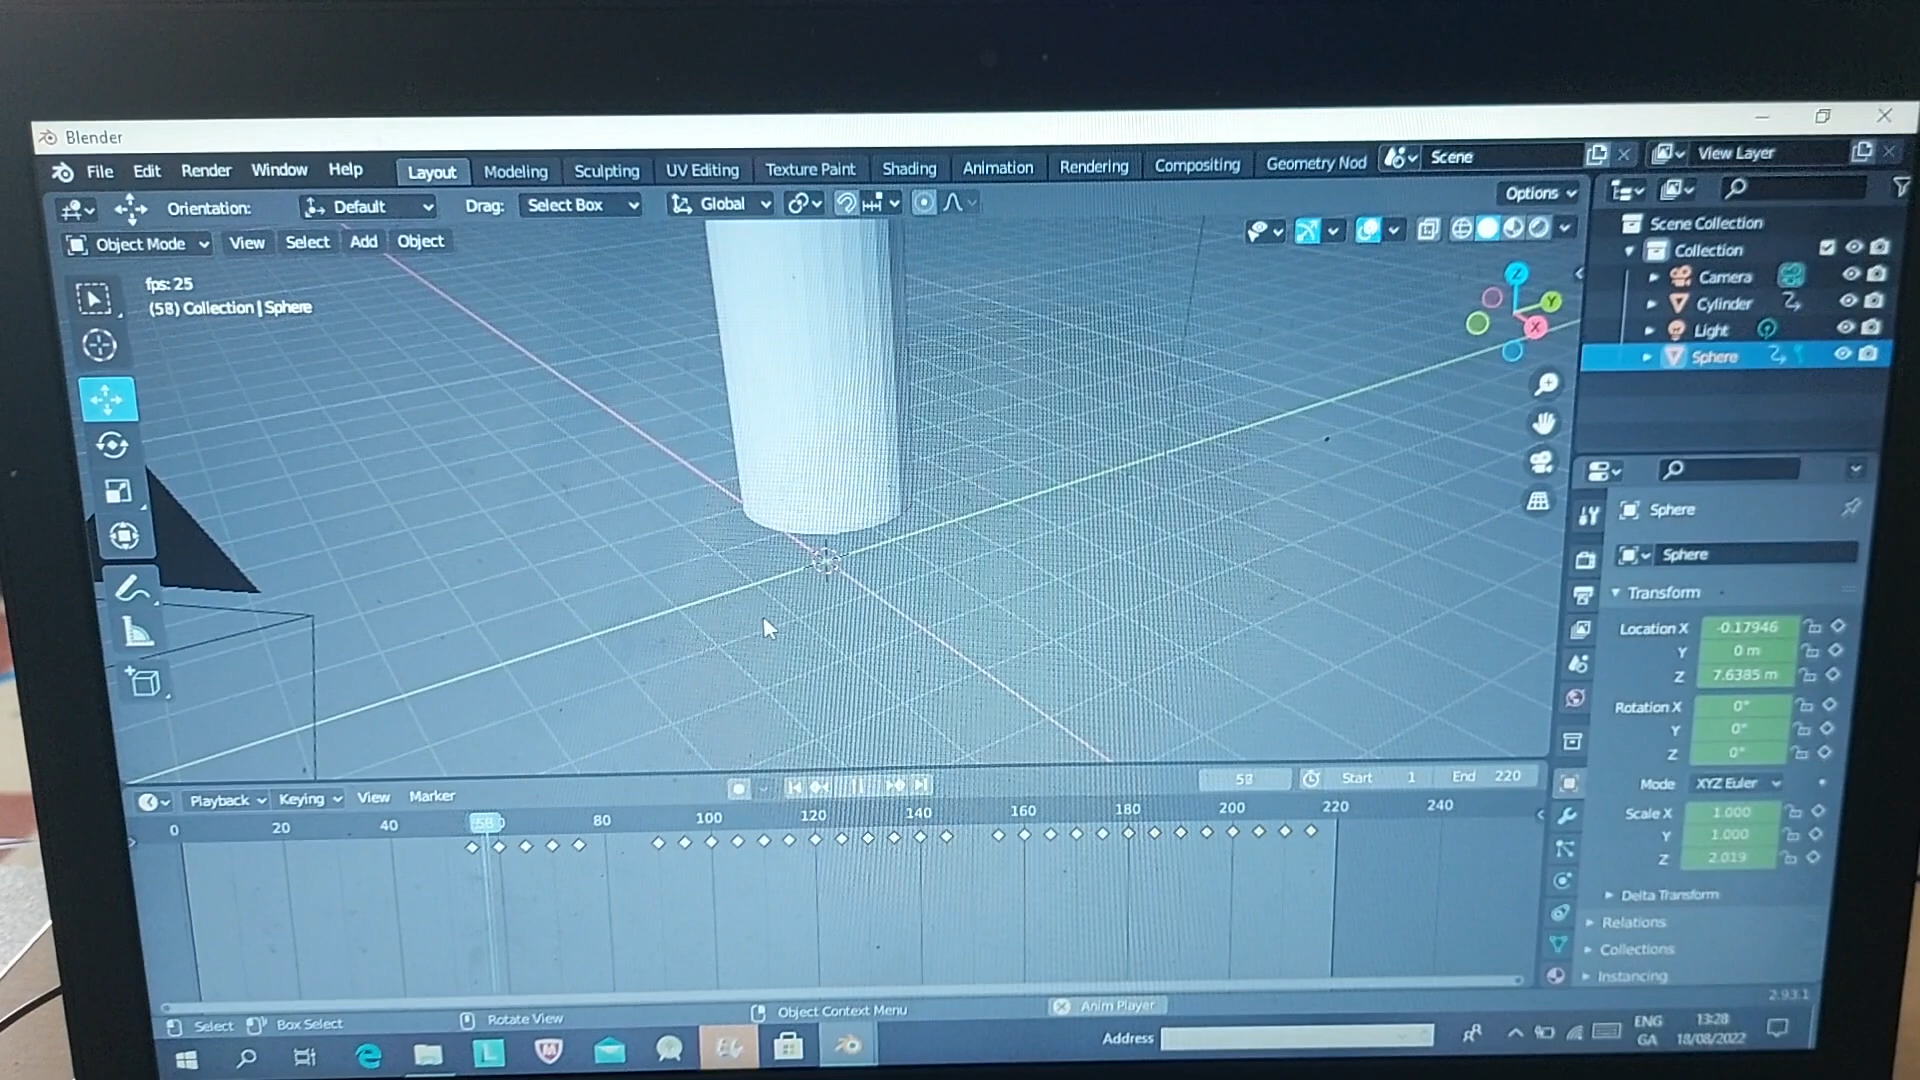 Blender
File Edit Render Window Help Layout Modeling Sculpting UV Editing Texture Paint Shading Animation Rendering Compositing Geometry Nod Scene View Layer
Orientation: Default Drag: Select Box Global Options
Object Mode View Select Add Object
fps: 25
(58) Collection | Sphere
Z
Y
X
Scene Collection
Collection
Camera
Cylinder
Light
Sphere
Sphere
Sphere
Transform
Location X -0.17946
Y 0 m
Z 7.6385 m
Rotation X 0°
Y 0°
Z 0°
Mode XYZ Euler
Scale X 1.000
Y 1.000
Z 2.019
Delta Transform
Relations
Collections
Instancing
Playback Keying View Marker 58 Start 1 End 220
0 20 40 58 80 100 120 140 160 180 200 220 240
Select Box Select Rotate View Object Context Menu Anim Player 2.93.1
Address
ENG
GA
13:28
18/08/2022